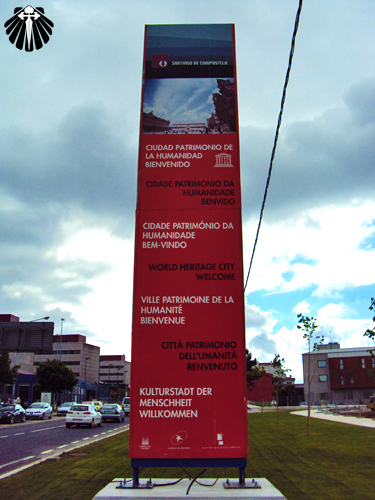 SANTIAGO DE COMPOSTELA
CIUDAD PATRIMONIO DE
LA HUMANIDAD
BIENVENIDO
CIDADE PATRIMONIO DA
HUMANIDADE
BENVIDO
CIDADE PATRIMÓNIO DA
HUMANIDADE
BEM-VINDO
WORLD HERITAGE CITY
WELCOME
VILLE PATRIMOINE DE LA
HUMANITÉ
BIENVENUE
CITTÀ PATRIMONIO
DELL'UMANITÀ
BENVENUTO
KULTURSTADT DER
MENSCHHEIT
WILLKOMMEN